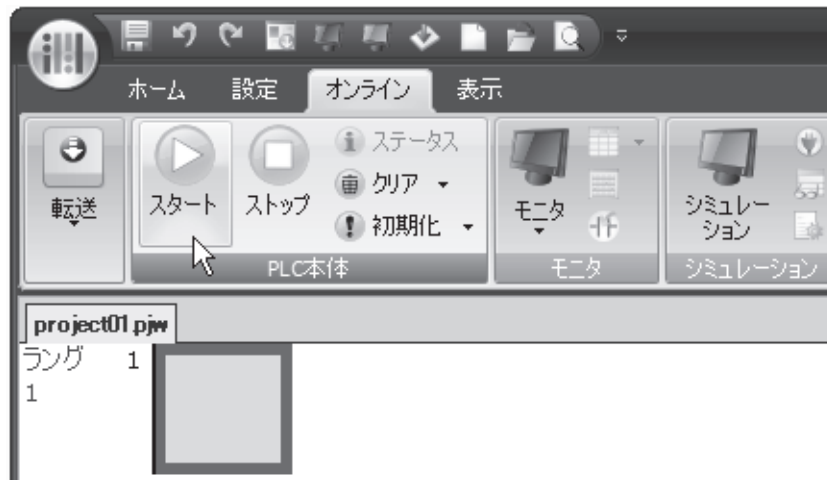 ホーム 設定 オンライン 表示
転送
スタート
ストップ
ステータス
クリア
初期化
PLC本体
モニタ
モニタ
シミュレー
ション
シミュレーション
project01.pjw
ラング 1
1